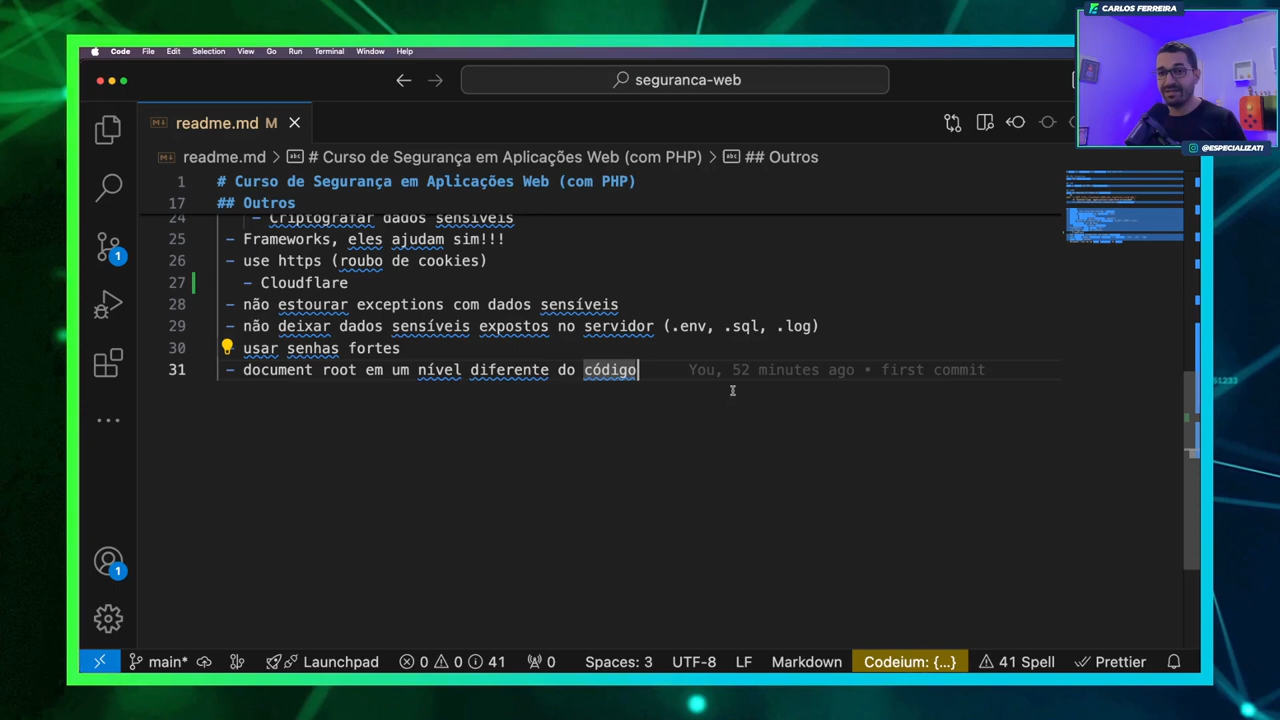 CARLOS FERREIRA
@ESPECIALIZATI
Code File Edit Selection View Go Run Terminal Window Help
seguranca-web
readme.md M
readme.md > # Curso de Segurança em Aplicações Web (com PHP) > ## Outros
1 # Curso de Segurança em Aplicações Web (com PHP)
17 ## Outros
24 - Criptografar dados sensíveis
25 - Frameworks, eles ajudam sim!!!
26 - use https (roubo de cookies)
27 - Cloudflare
28 - não estourar exceptions com dados sensíveis
29 - não deixar dados sensíveis expostos no servidor (.env, .sql, .log)
30 usar senhas fortes
31 - document root em um nível diferente do código You, 52 minutes ago • first commit
1
1
main* Launchpad 0 0 41 0 Spaces: 3 UTF-8 LF Markdown Codeium: {...} 41 Spell Prettier